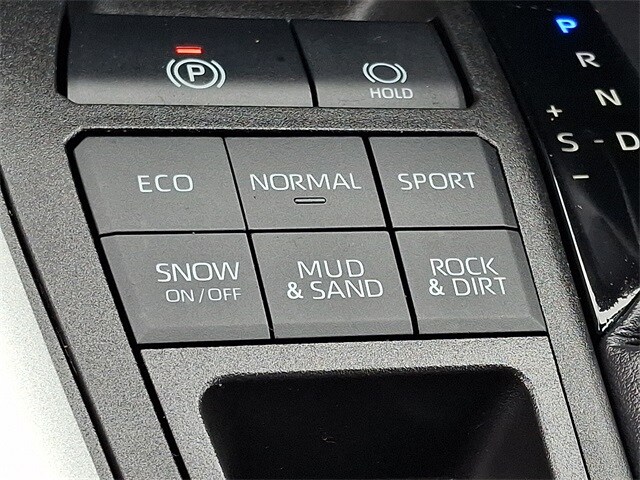 P
HOLD
P
R
N
+
S - D
−
ECO
NORMAL
SPORT
SNOW
ON/OFF
MUD
& SAND
ROCK
& DIRT